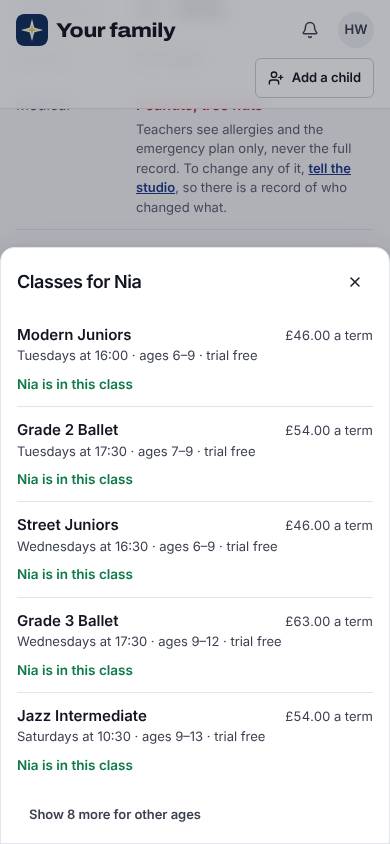 Your family
HW
Add a child
Peanuts, tree nuts
Teachers see allergies and the
emergency plan only, never the full
record. To change any of it, tell the
studio, so there is a record of who
changed what.
Classes for Nia
Modern Juniors
£46.00 a term
Tuesdays at 16:00 · ages 6–9 · trial free
Nia is in this class
Grade 2 Ballet
£54.00 a term
Tuesdays at 17:30 · ages 7–9 · trial free
Nia is in this class
Street Juniors
£46.00 a term
Wednesdays at 16:30 · ages 6–9 · trial free
Nia is in this class
Grade 3 Ballet
£63.00 a term
Wednesdays at 17:30 · ages 9–12 · trial free
Nia is in this class
Jazz Intermediate
£54.00 a term
Saturdays at 10:30 · ages 9–13 · trial free
Nia is in this class
Show 8 more for other ages